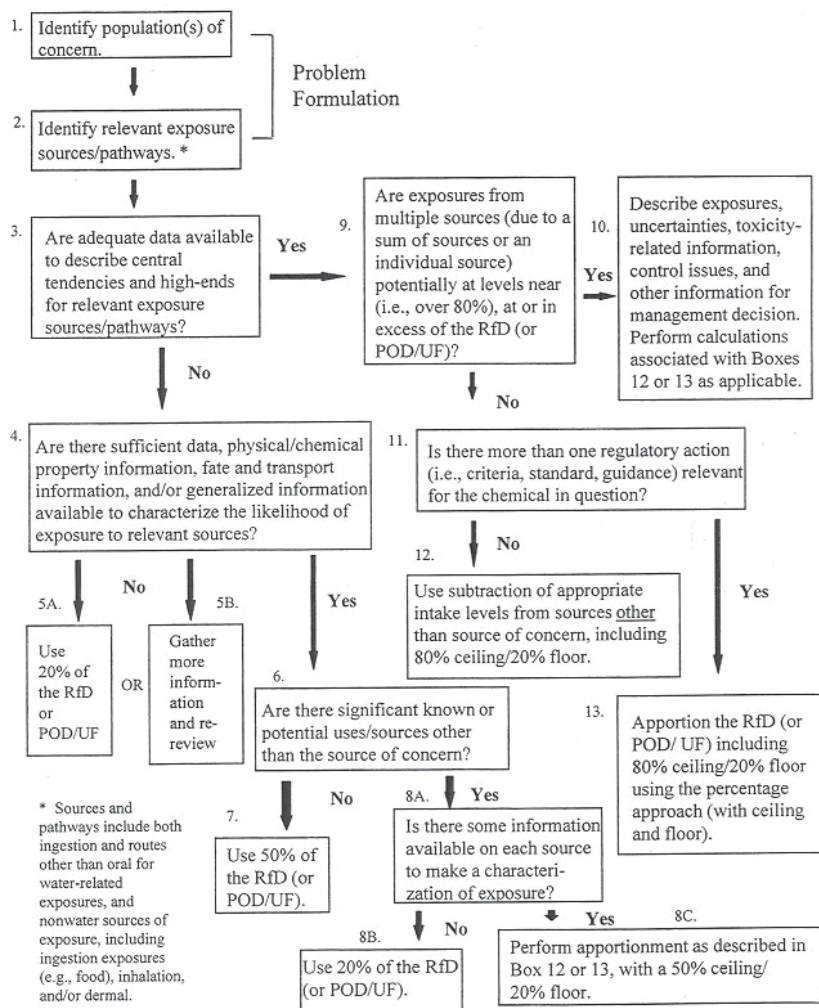 1.
Identify population(s) of
concern.
Problem
Formulation
2.
Identify relevant exposure
sources/pathways. *
3.
Are adequate data available
to describe central
tendencies and high-ends
for relevant exposure
sources/pathways?
Yes
9.
Are exposures from
multiple sources (due to a
sum of sources or an
individual source)
potentially at levels near
(i.e., over 80%), at or in
excess of the RfD (or
POD/UF)?
Yes
10.
Describe exposures,
uncertainties, toxicity-
related information,
control issues, and
other information for
management decision.
Perform calculations
associated with Boxes
12 or 13 as applicable.
No
No
4.
Are there sufficient data, physical/chemical
property information, fate and transport
information, and/or generalized information
available to characterize the likelihood of
exposure to relevant sources?
11.
Is there more than one regulatory action
(i.e., criteria, standard, guidance) relevant
for the chemical in question?
No
Yes
No
Yes
5A.
Use
20% of
the RfD
or
POD/UF
OR
5B.
Gather
more
inform-
ation
and re-
review
12.
Use subtraction of appropriate
intake levels from sources other
than source of concern, including
80% ceiling/20% floor.
6.
Are there significant known or
potential uses/sources other
than the source of concern?
13.
Apportion the RfD (or
POD/ UF) including
80% ceiling/20% floor
using the percentage
approach (with ceiling
and floor).
No
Yes
7.
Use 50% of
the RfD (or
POD/UF).
8A.
Is there some information
available on each source
to make a characteri-
zation of exposure?
No
Yes
8B.
Use 20% of the RfD
(or POD/UF).
8C.
Perform apportionment as described in
Box 12 or 13, with a 50% ceiling/
20% floor.
* Sources and
pathways include both
ingestion and routes
other than oral for
water-related
exposures, and
nonwater sources of
exposure, including
ingestion exposures
(e.g., food), inhalation,
and/or dermal.